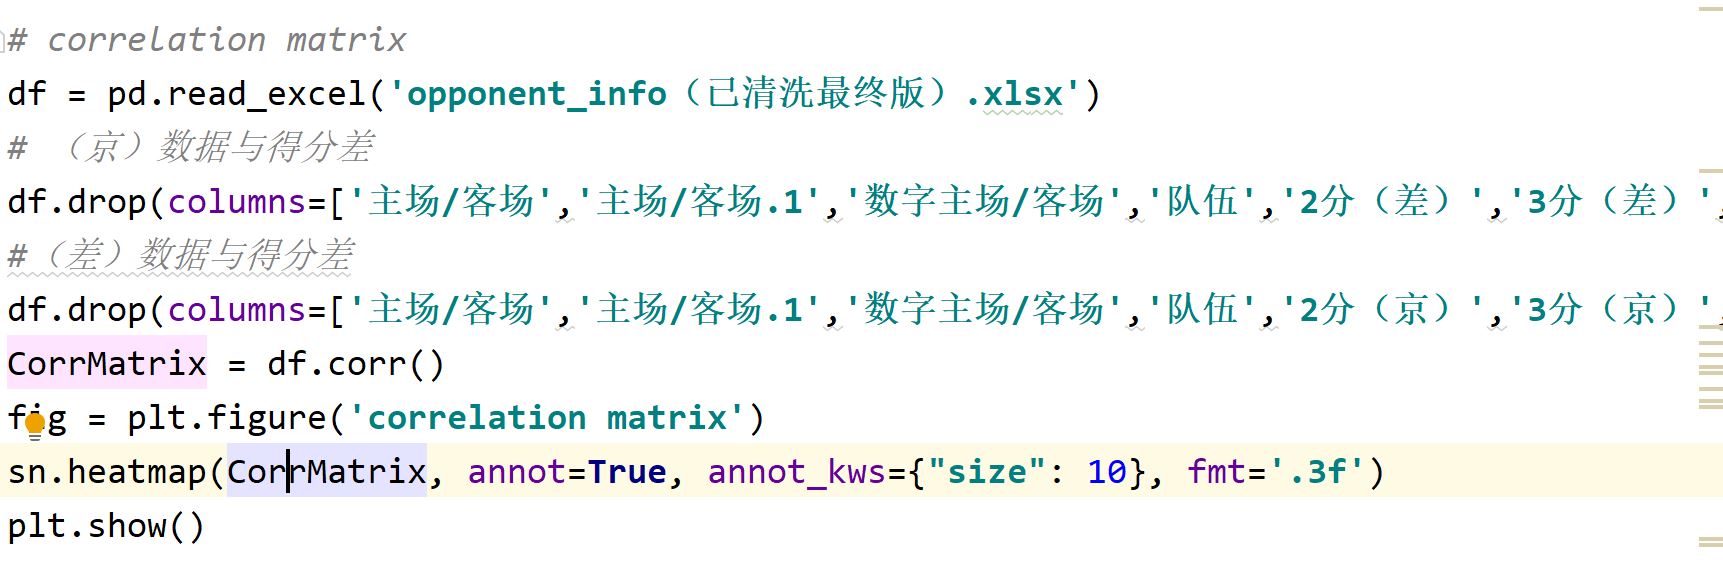 # correlation matrix
df = pd.read_excel('opponent_info（已清洗最终版）.xlsx')
# （京）数据与得分差
df.drop(columns=['主场/客场','主场/客场.1','数字主场/客场','队伍','2分（差）','3分（差）',
#（差）数据与得分差
df.drop(columns=['主场/客场','主场/客场.1','数字主场/客场','队伍','2分（京）','3分（京）',
CorrMatrix = df.corr()
fig = plt.figure('correlation matrix')
sn.heatmap(CorrMatrix, annot=True, annot_kws={"size": 10}, fmt='.3f')
plt.show()